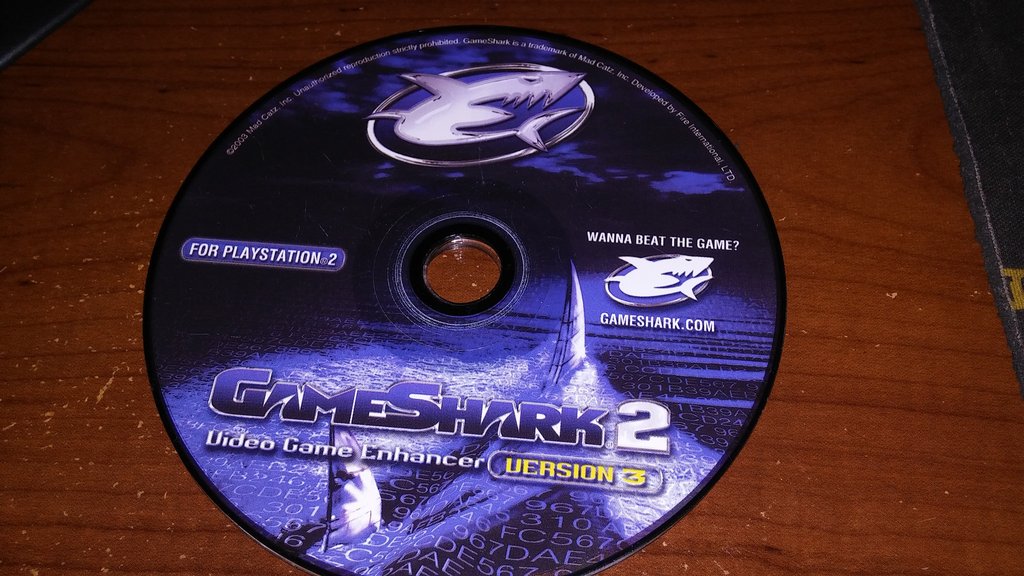 ©2003 Mad Catz, Inc. Unauthorized reproduction strictly prohibited. GameShark is a trademark of Mad Catz, Inc. Developed by Fire International, LTD
FOR PLAYSTATION®2
WANNA BEAT THE GAME?
GAMESHARK.COM
GAMESHARK 2
Video Game Enhancer VERSION 3